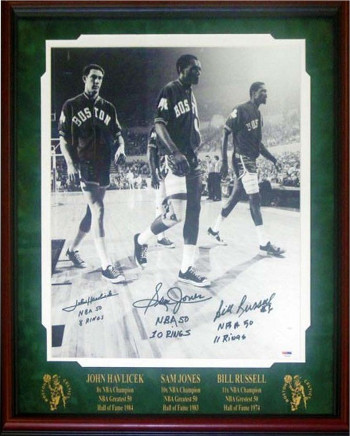 BOSTON
BOSTON
BOS
John Havlicek
NBA 50
8 RINGS
Sam Jones
NBA 50
10 RINGS
Bill Russell
NBA 50
11 Rings
JOHN HAVLICEK
8x NBA Champion
NBA Greatest 50
Hall of Fame 1984
SAM JONES
10x NBA Champion
NBA Greatest 50
Hall of Fame 1983
BILL RUSSELL
11x NBA Champion
NBA Greatest 50
Hall of Fame 1974